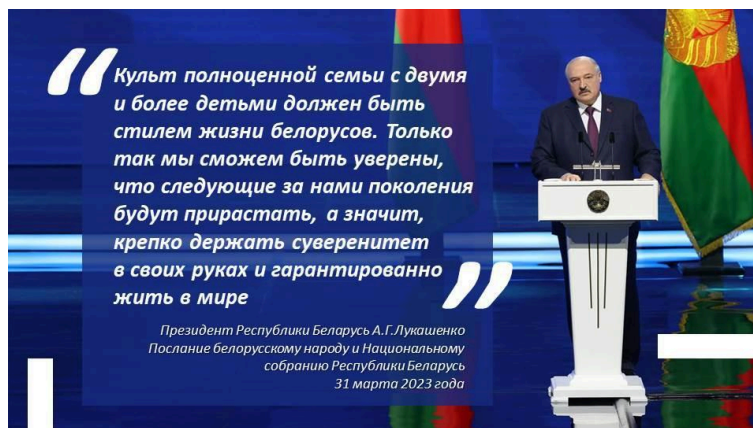 Культ полноценной семьи с двумя
и более детьми должен быть
стилем жизни белорусов. Только
так мы сможем быть уверены,
что следующие за нами поколения
будут прирастать, а значит,
крепко держать суверенитет
в своих руках и гарантированно
жить в мире
Президент Республики Беларусь А.Г.Лукашенко
Послание белорусскому народу и Национальному
собранию Республики Беларусь
31 марта 2023 года